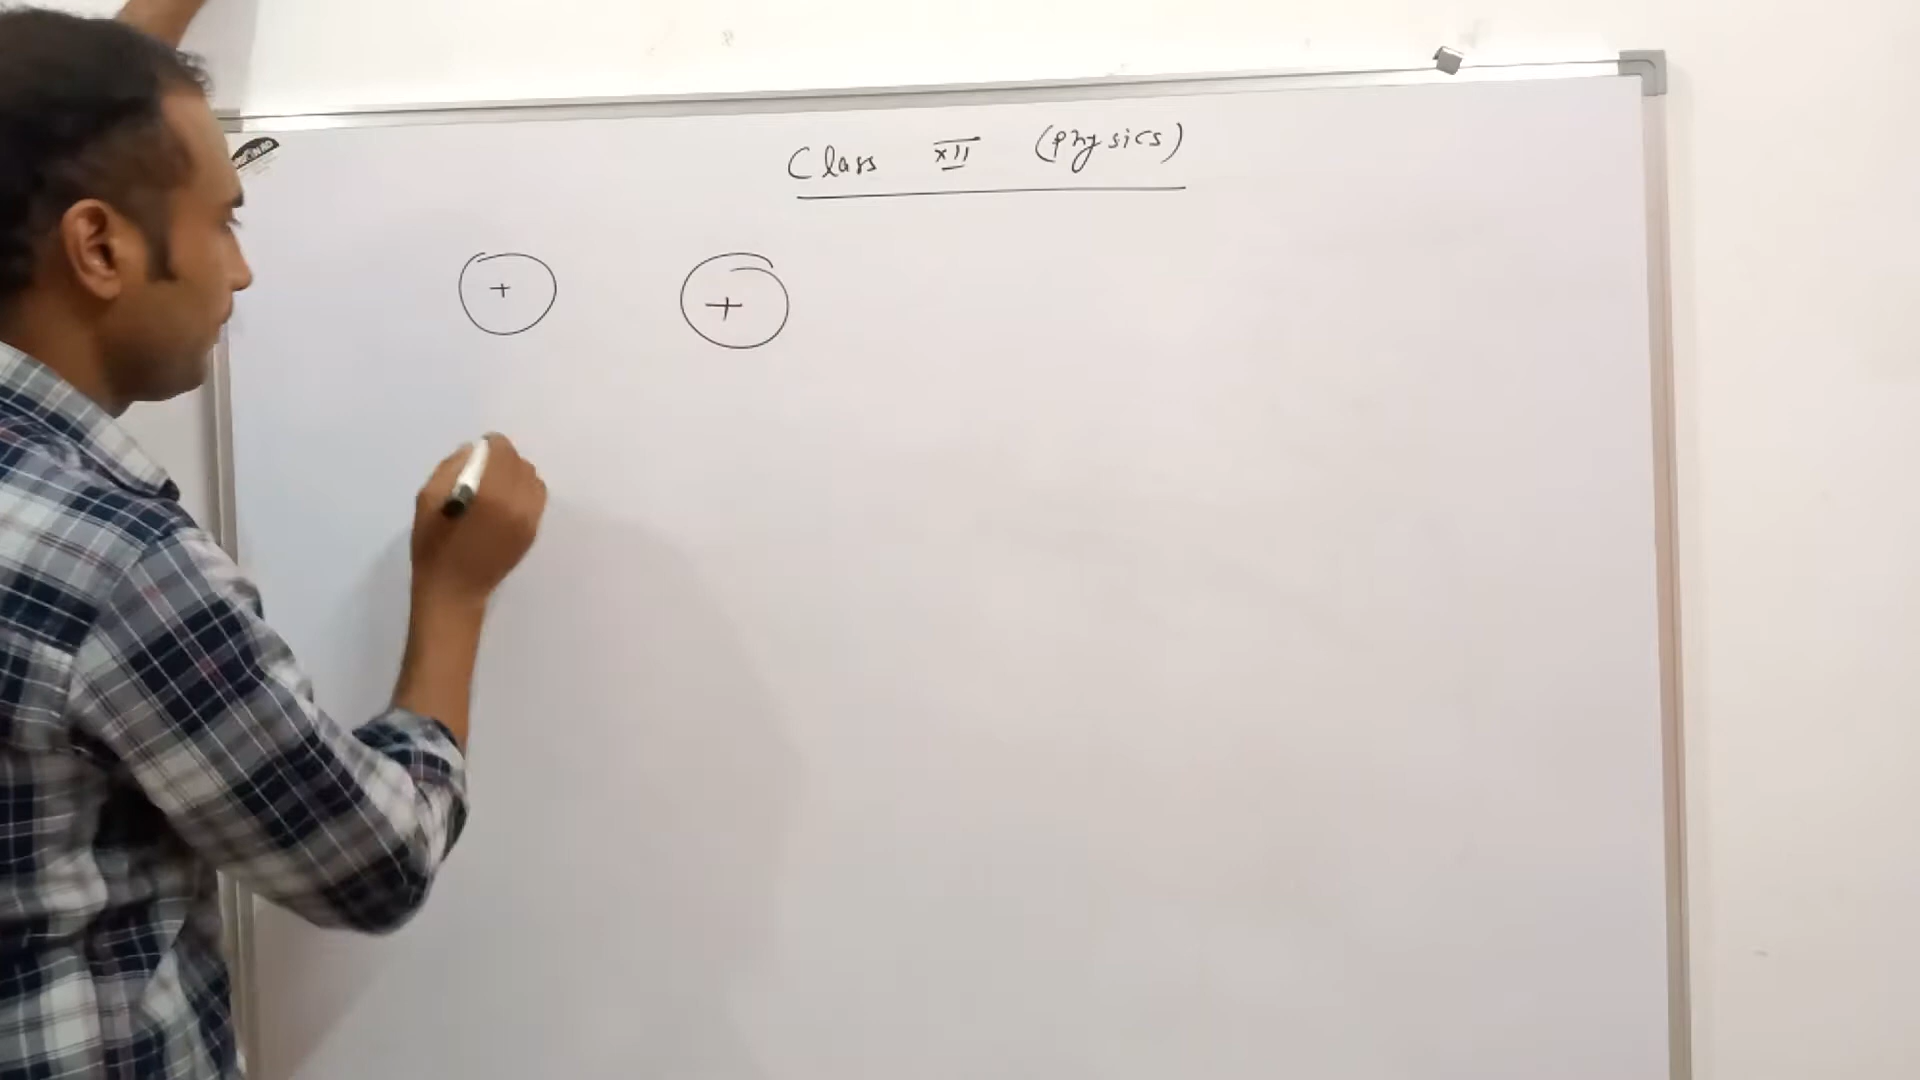 Class XII (Physics)
+ +